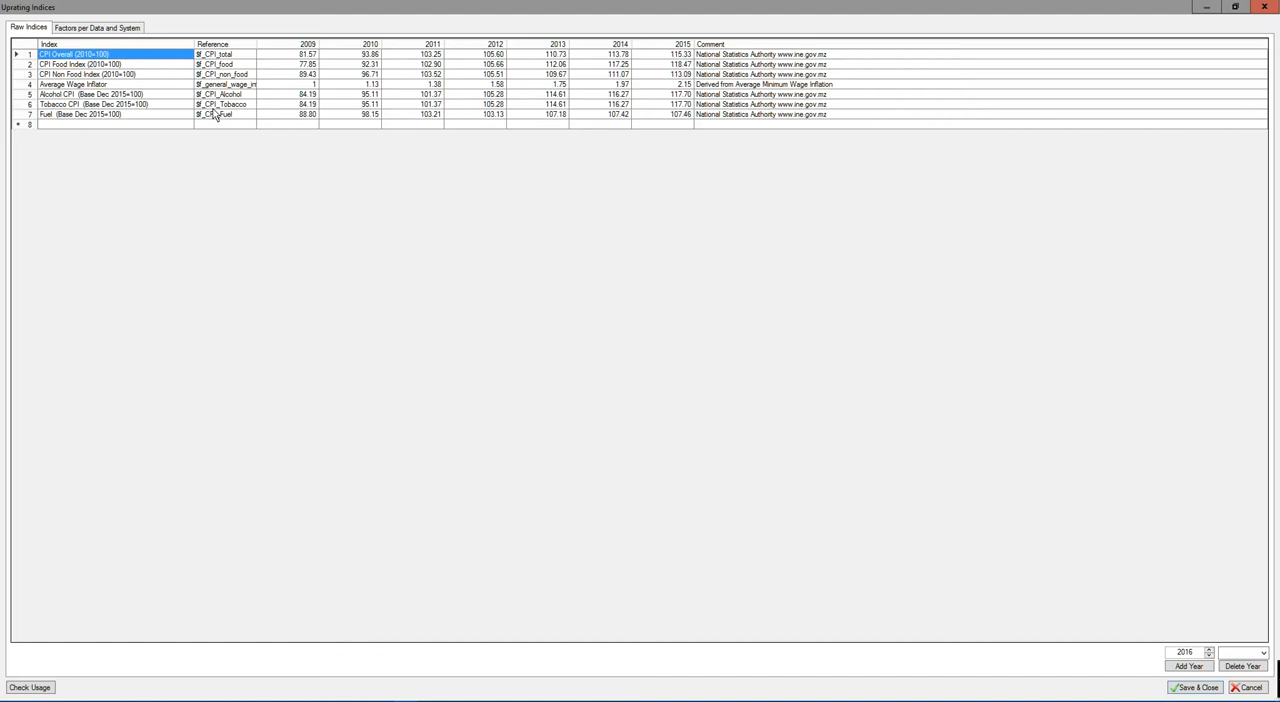 Uprating Indices
Raw Indices Factors per Data and System
Index Reference 2009 2010 2011 2012 2013 2014 2015 Comment
1 CPI Overall (2010=100) $f_CPI_total 81.57 93.86 103.25 105.60 110.73 113.78 115.33 National Statistics Authority www.ine.gov.mz
2 CPI Food Index (2010=100) $f_CPI_food 77.85 92.31 102.90 105.66 112.06 117.25 118.47 National Statistics Authority www.ine.gov.mz
3 CPI Non Food Index (2010=100) $f_CPI_non_food 89.43 96.71 103.52 105.51 109.67 111.07 113.09 National Statistics Authority www.ine.gov.mz
4 Average Wage Inflator $f_general_wage_in 1 1.13 1.38 1.58 1.75 1.97 2.15 Derived from Average Minimum Wage Inflation
5 Alcohol CPI (Base Dec 2015=100) $f_CPI_Alcohol 84.19 95.11 101.37 105.28 114.61 116.27 117.70 National Statistics Authority www.ine.gov.mz
6 Tobacco CPI (Base Dec 2015=100) $f_CPI_Tobacco 84.19 95.11 101.37 105.28 114.61 116.27 117.70 National Statistics Authority www.ine.gov.mz
7 Fuel (Base Dec 2015=100) $f_CPI_Fuel 88.80 98.15 103.21 103.13 107.18 107.42 107.46 National Statistics Authority www.ine.gov.mz
* 8
2016
Add Year Delete Year
Check Usage Save & Close Cancel